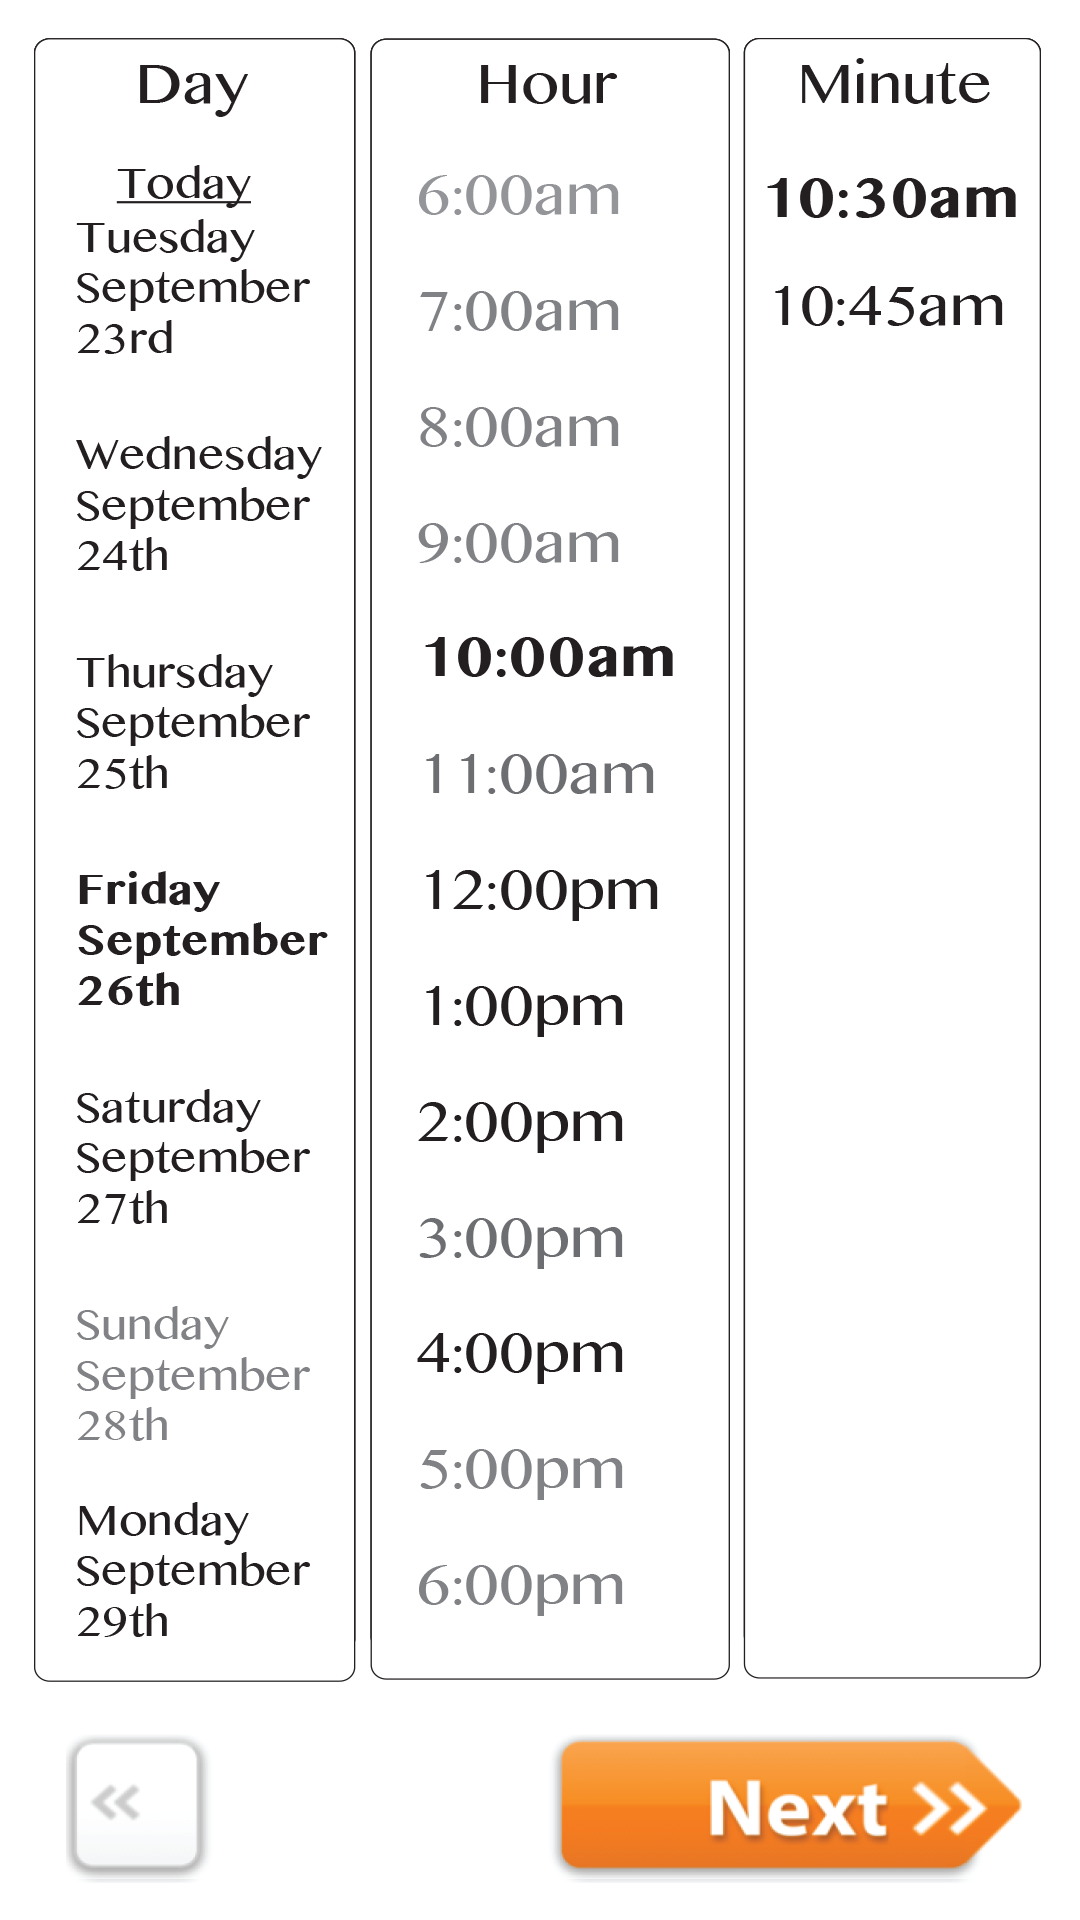 Day
Today
Tuesday
September
23rd
Wednesday
September
24th
Thursday
September
25th
Friday
September
26th
Saturday
September
27th
Sunday
September
28th
Monday
September
29th
Hour
6:00am
7:00am
8:00am
9:00am
10:00am
11:00am
12:00pm
1:00pm
2:00pm
3:00pm
4:00pm
5:00pm
6:00pm
Minute
10:30am
10:45am
«
Next »